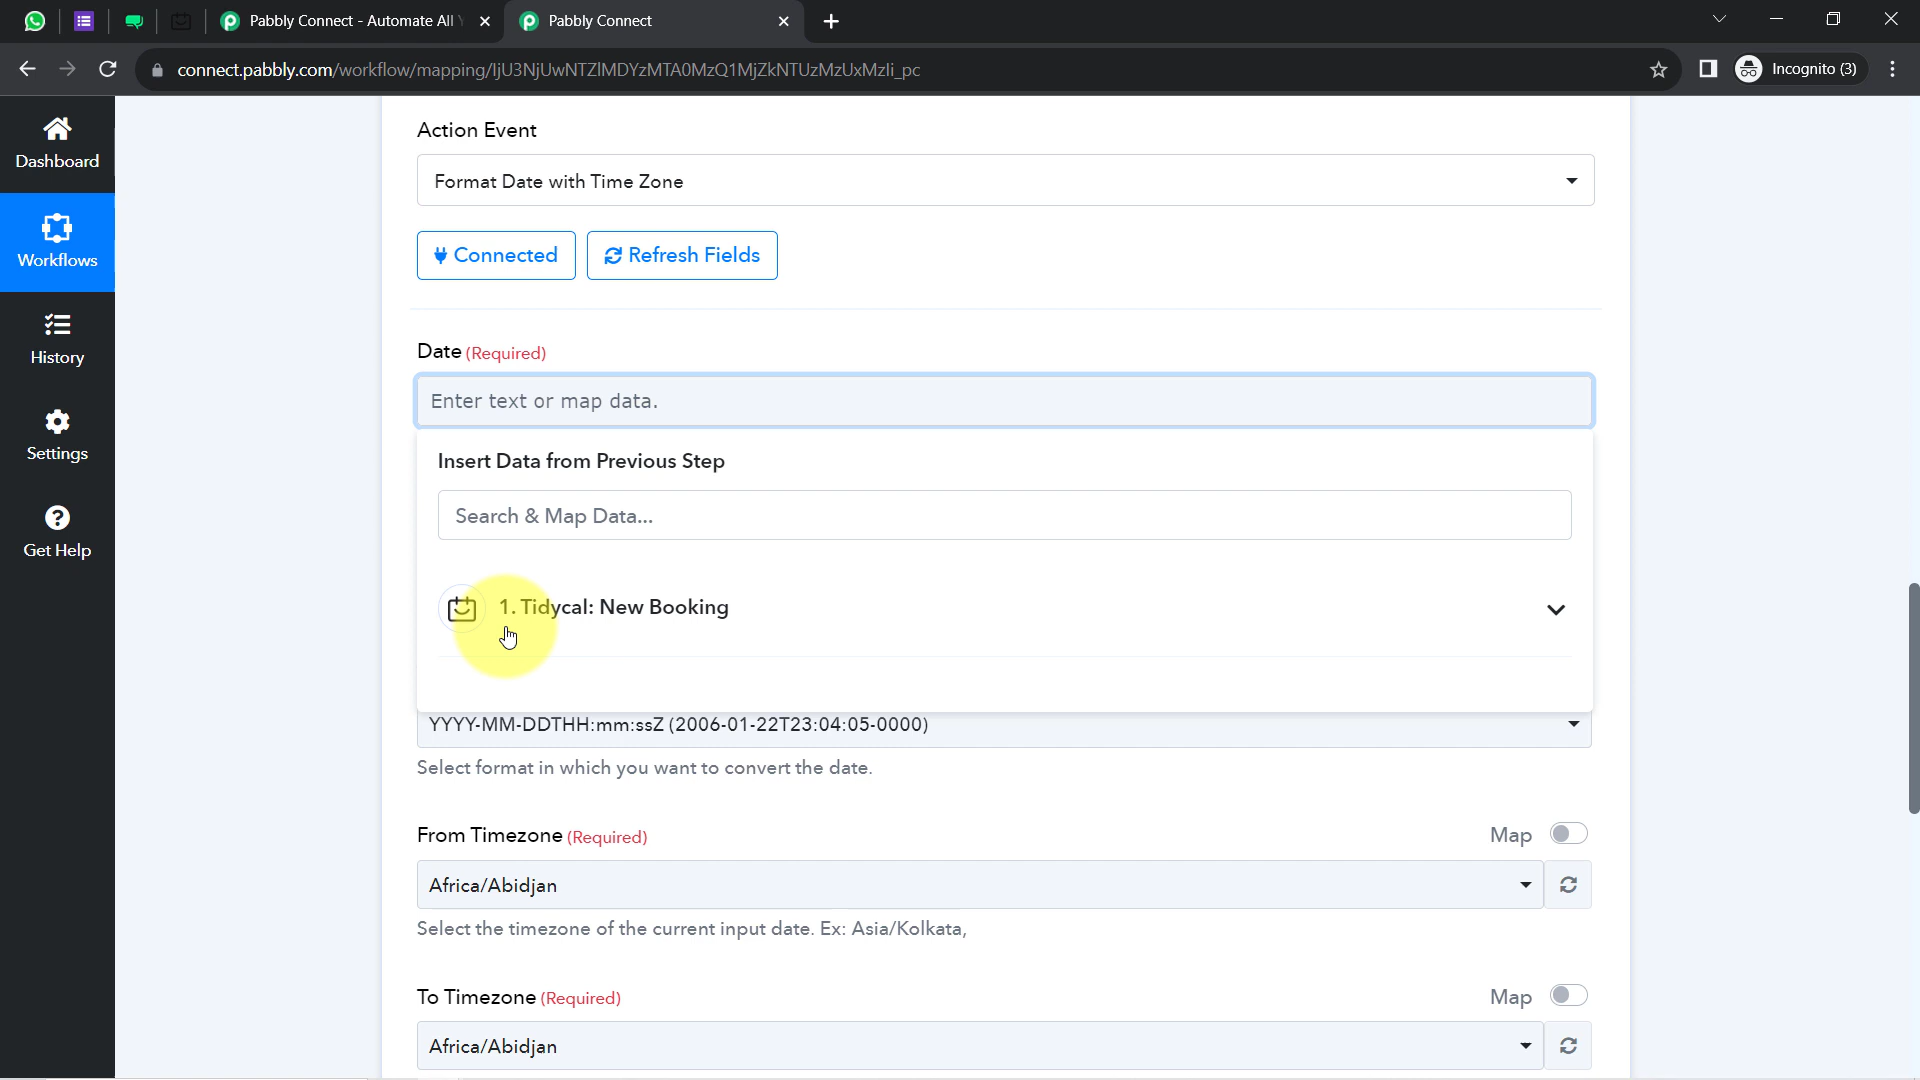 Pabbly Connect - Automate All
Pabbly Connect
connect.pabbly.com/workflow/mapping/IjU3NjUwNTZlMDYzMTA0MzQ1MjZkNTUzMzUxMzIi_pc
Incognito (3)
Dashboard
Workflows
History
Settings
Get Help
Action Event
Format Date with Time Zone
Connected
Refresh Fields
Date (Required)
Enter text or map data.
Insert Data from Previous Step
Search & Map Data...
1. Tidycal: New Booking
YYYY-MM-DDTHH:mm:ssZ (2006-01-22T23:04:05-0000)
Select format in which you want to convert the date.
From Timezone (Required)
Map
Africa/Abidjan
Select the timezone of the current input date. Ex: Asia/Kolkata,
To Timezone (Required)
Map
Africa/Abidjan